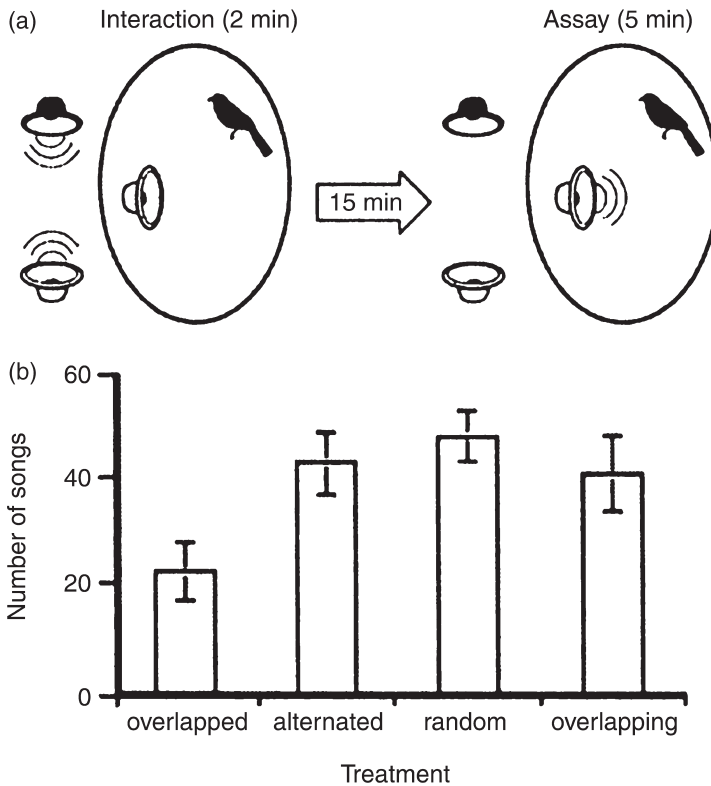 (a) Interaction (2 min) Assay (5 min)
15 min
(b)
60
40
20
0
Number of songs
overlapped alternated random overlapping
Treatment